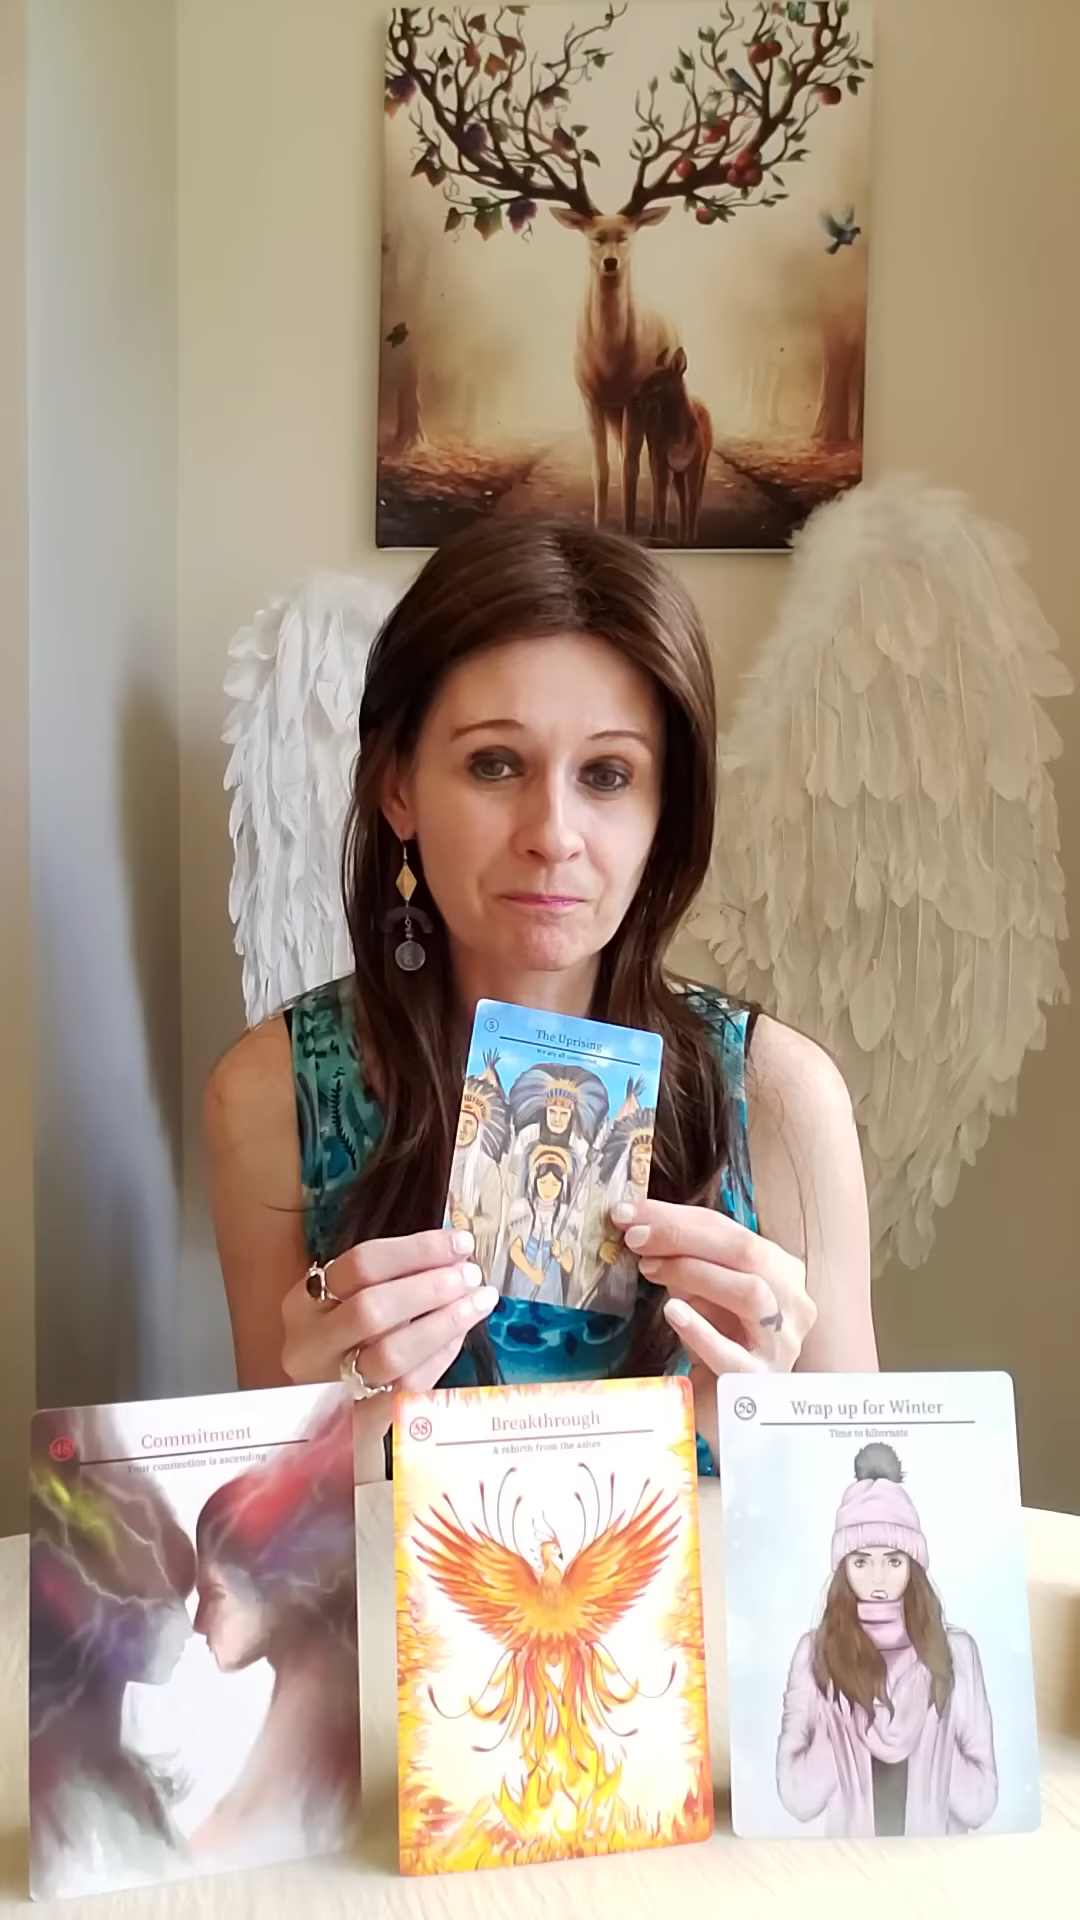 5
The Uprising
We are all connected
48
Commitment
Your connection is ascending
58
Breakthrough
A rebirth from the ashes
50
Wrap up for Winter
Time to hibernate